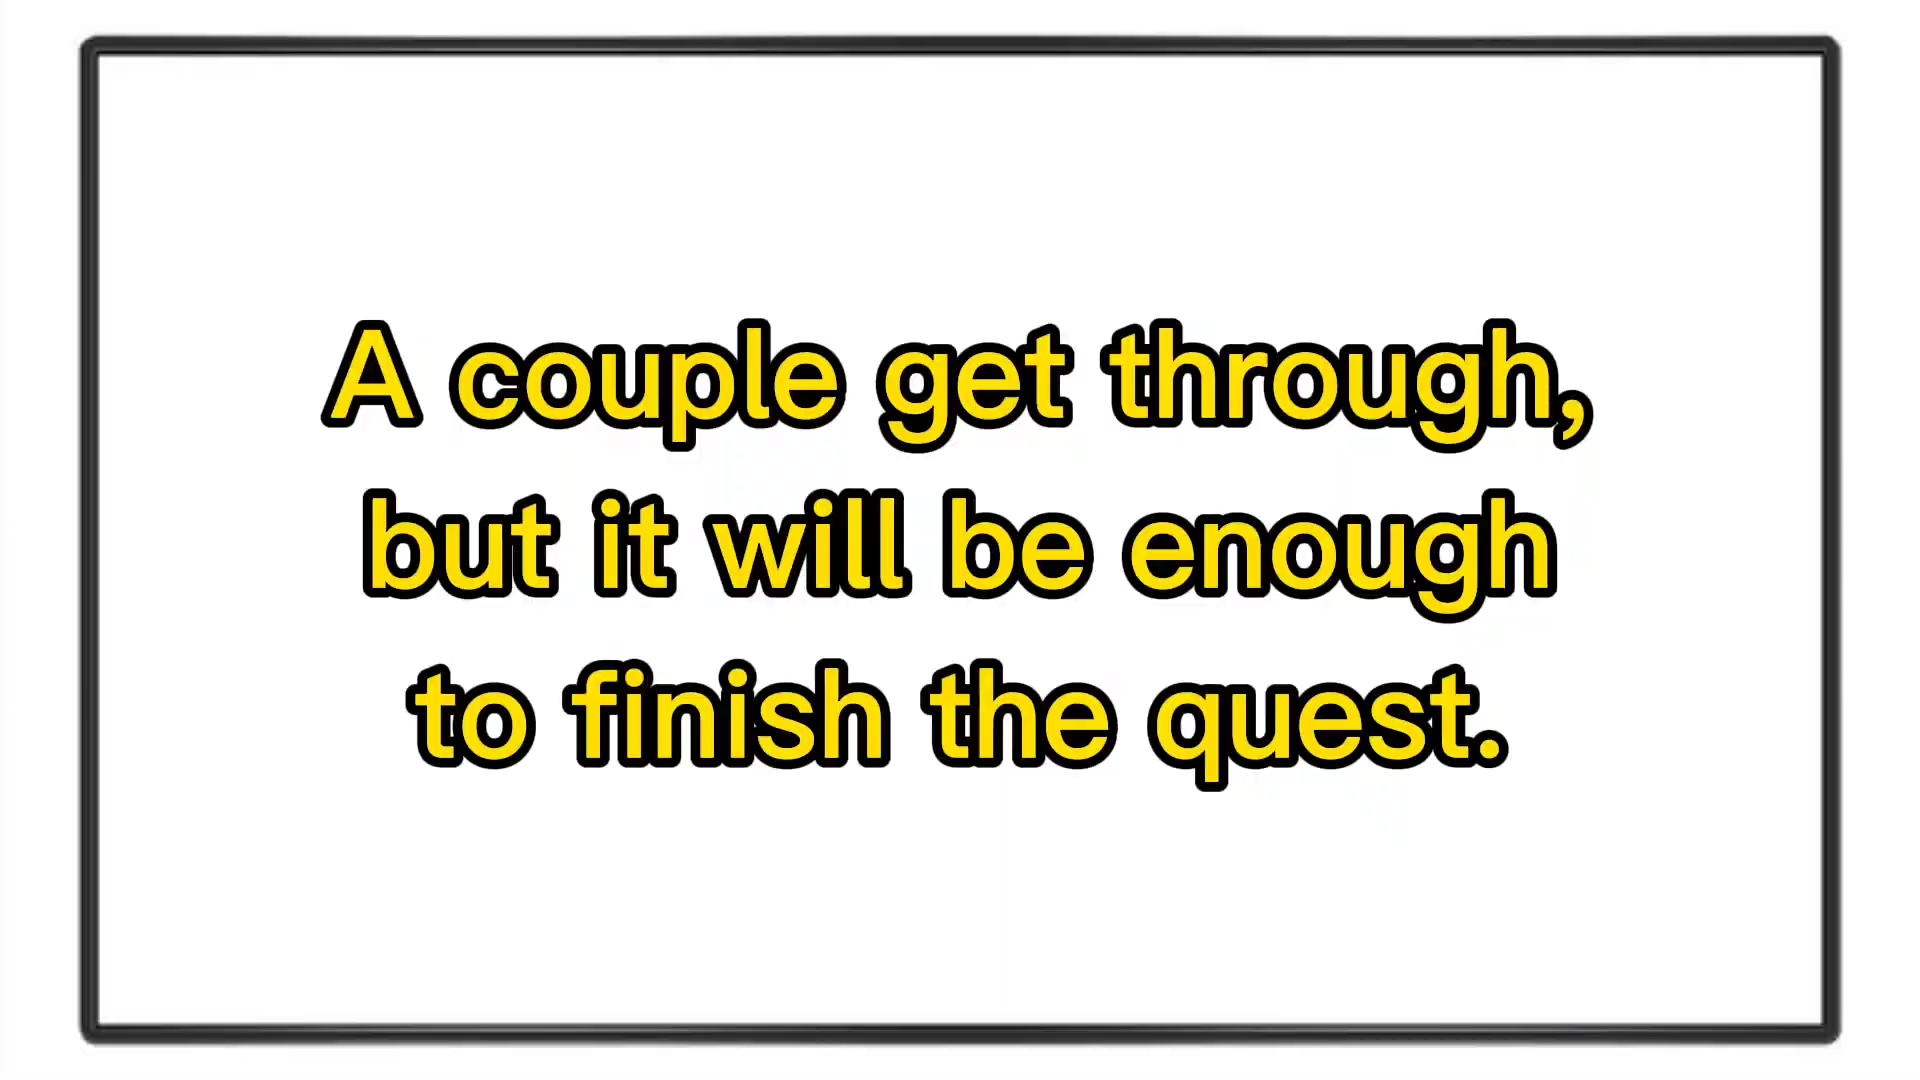 A couple get through,
but it will be enough
to finish the quest.